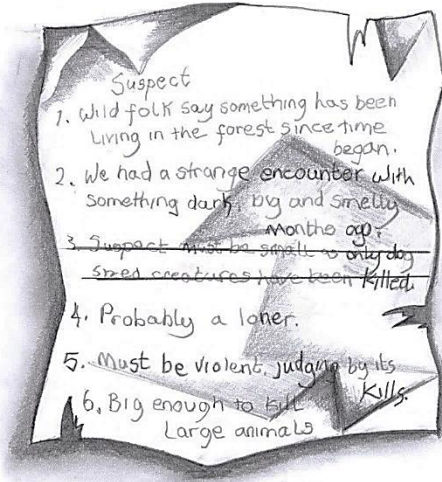 Suspect
1. Wild folk say something has been
living in the forest since time
began.
2. We had a strange encounter with
something dark, big and smelly
months ago.
3. Suspect must be small as only dog
sized creatures have been killed.
4. Probably a loner.
5. Must be violent, judging by its
kills.
6. Big enough to kill
Large animals